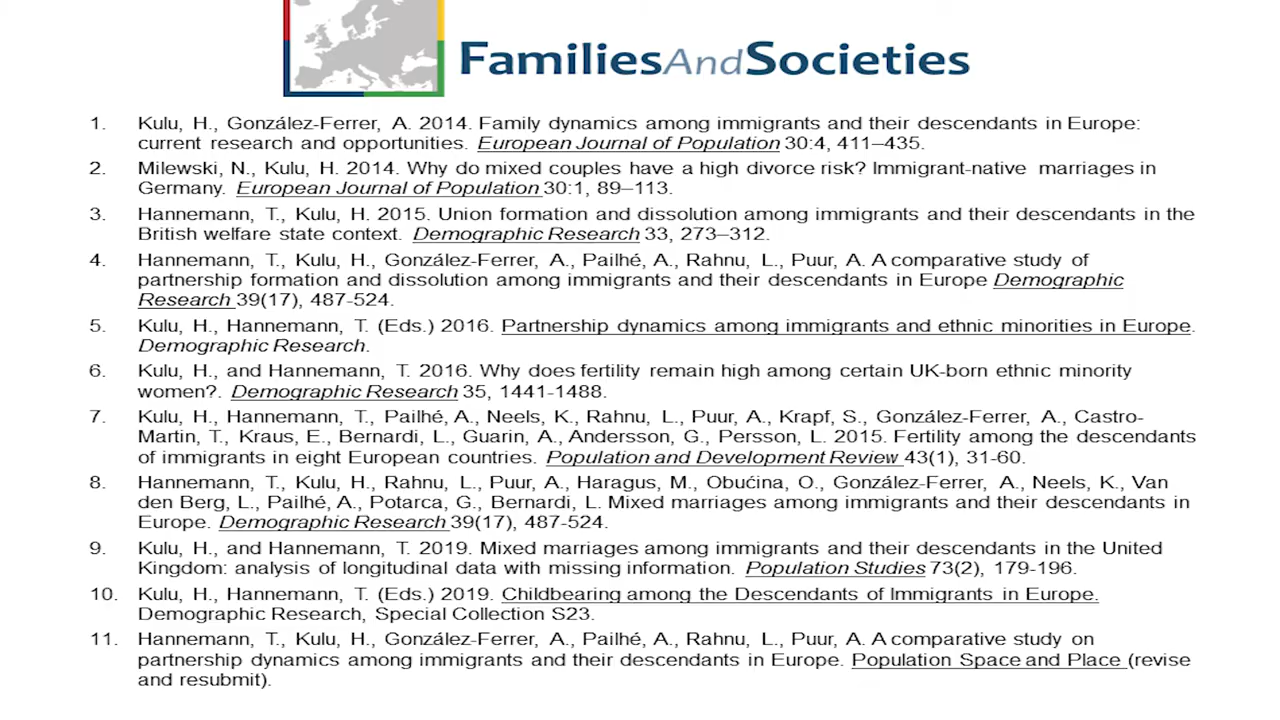 FamiliesAndSocieties
1. Kulu, H., González-Ferrer, A. 2014. Family dynamics among immigrants and their descendants in Europe:
current research and opportunities. European Journal of Population 30:4, 411–435.
2. Milewski, N., Kulu, H. 2014. Why do mixed couples have a high divorce risk? Immigrant-native marriages in
Germany. European Journal of Population 30:1, 89–113.
3. Hannemann, T., Kulu, H. 2015. Union formation and dissolution among immigrants and their descendants in the
British welfare state context. Demographic Research 33, 273–312.
4. Hannemann, T., Kulu, H., González-Ferrer, A., Pailhé, A., Rahnu, L., Puur, A. A comparative study of
partnership formation and dissolution among immigrants and their descendants in Europe Demographic
Research 39(17), 487-524.
5. Kulu, H., Hannemann, T. (Eds.) 2016. Partnership dynamics among immigrants and ethnic minorities in Europe.
Demographic Research.
6. Kulu, H., and Hannemann, T. 2016. Why does fertility remain high among certain UK-born ethnic minority
women?. Demographic Research 35, 1441-1488.
7. Kulu, H., Hannemann, T., Pailhé, A., Neels, K., Rahnu, L., Puur, A., Krapf, S., González-Ferrer, A., Castro-
Martin, T., Kraus, E., Bernardi, L., Guarin, A., Andersson, G., Persson, L. 2015. Fertility among the descendants
of immigrants in eight European countries. Population and Development Review 43(1), 31-60.
8. Hannemann, T., Kulu, H., Rahnu, L., Puur, A., Haragus, M., Obućina, O., González-Ferrer, A., Neels, K., Van
den Berg, L., Pailhé, A., Potarca, G., Bernardi, L. Mixed marriages among immigrants and their descendants in
Europe. Demographic Research 39(17), 487-524.
9. Kulu, H., and Hannemann, T. 2019. Mixed marriages among immigrants and their descendants in the United
Kingdom: analysis of longitudinal data with missing information. Population Studies 73(2), 179-196.
10. Kulu, H., Hannemann, T. (Eds.) 2019. Childbearing among the Descendants of Immigrants in Europe.
Demographic Research, Special Collection S23.
11. Hannemann, T., Kulu, H., González-Ferrer, A., Pailhé, A., Rahnu, L., Puur, A. A comparative study on
partnership dynamics among immigrants and their descendants in Europe. Population Space and Place (revise
and resubmit).